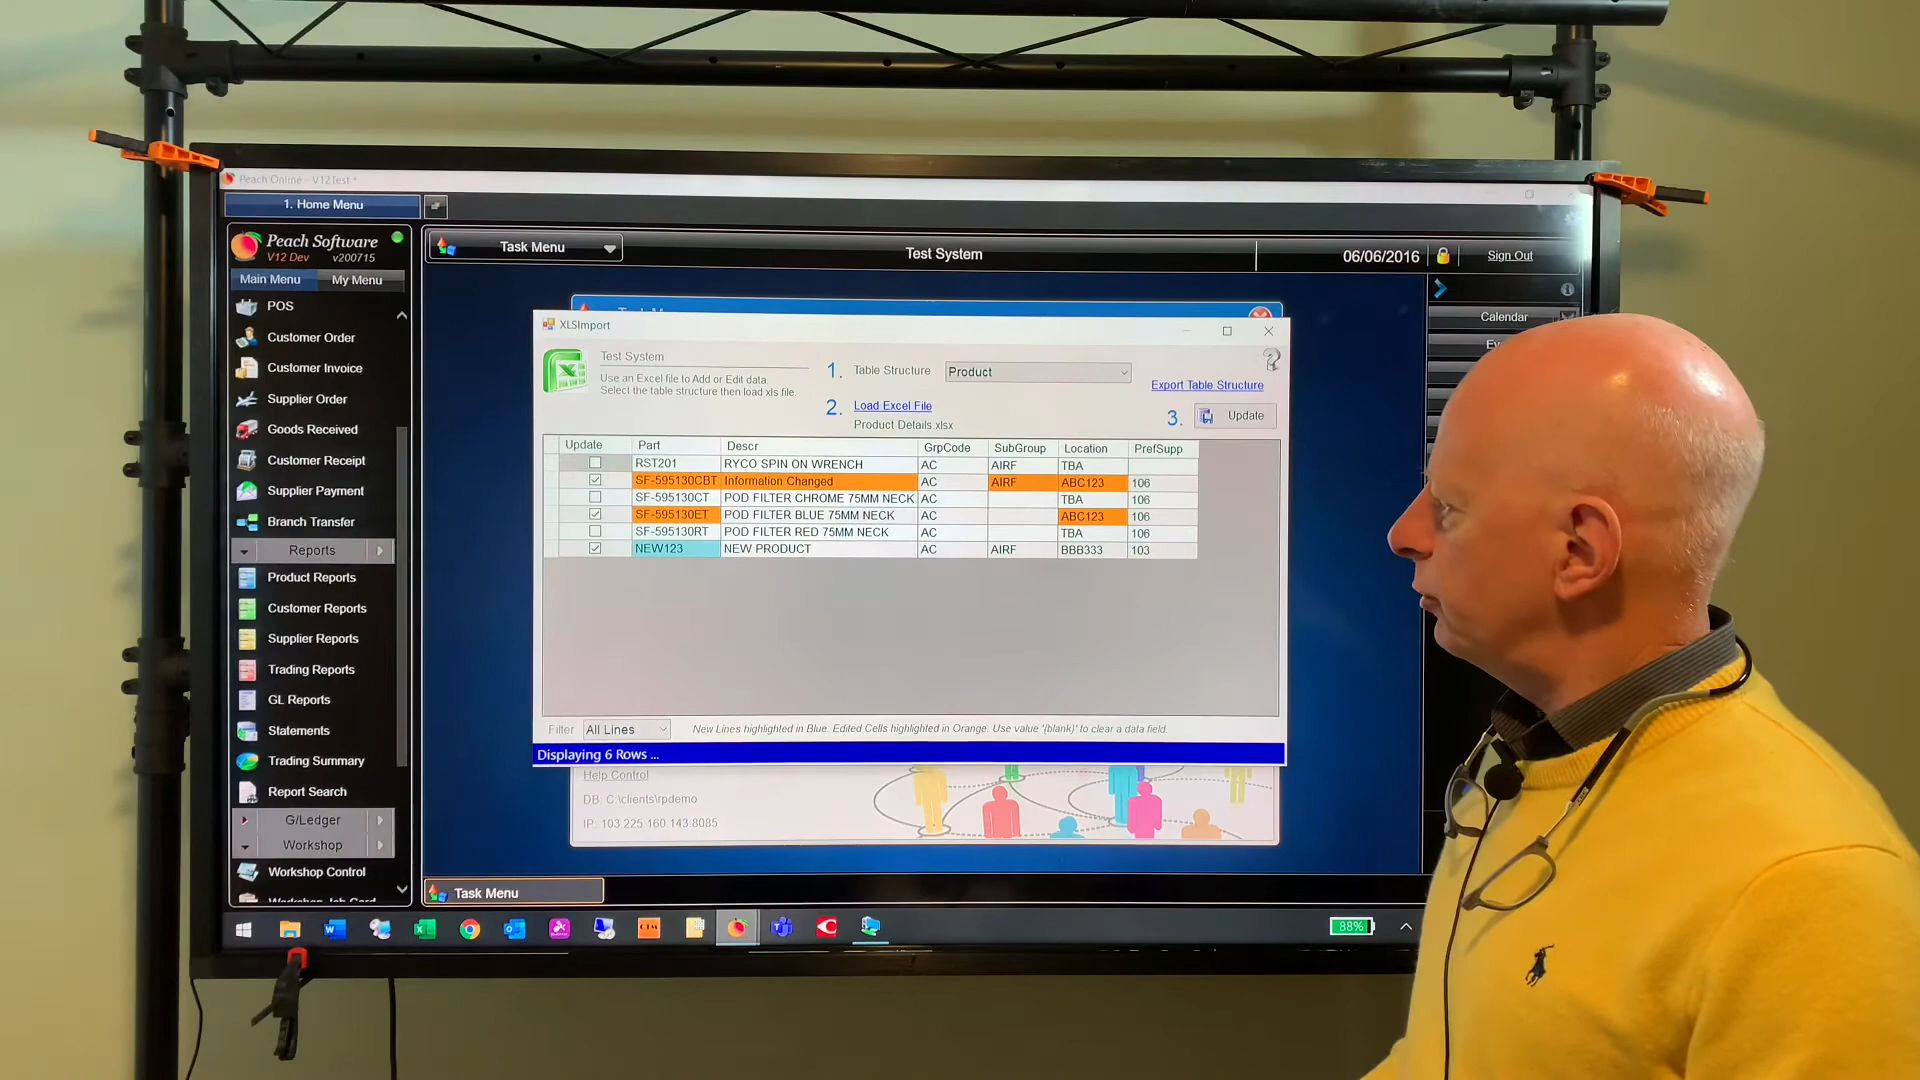 Peach Online - V12Test *
1. Home Menu
Peach Software
V12 Dev v200715
Main Menu My Menu
POS
Customer Order
Customer Invoice
Supplier Order
Goods Received
Customer Receipt
Supplier Payment
Branch Transfer
Reports
Product Reports
Customer Reports
Supplier Reports
Trading Reports
GL Reports
Statements
Trading Summary
Report Search
G/Ledger
Workshop
Workshop Control
Workshop Job Card
Task Menu
Test System
06/06/2016
Sign Out
Calendar
XLSImport
Test System
Use an Excel file to Add or Edit data.
Select the table structure then load xls file.
1. Table Structure Product
Export Table Structure
2. Load Excel File
Product Details.xlsx
3. Update
Update Part Descr GrpCode SubGroup Location PrefSupp
RST201 RYCO SPIN ON WRENCH AC AIRF TBA
SF-595130CBT Information Changed AC AIRF ABC123 106
SF-595130CT POD FILTER CHROME 75MM NECK AC TBA 106
SF-595130ET POD FILTER BLUE 75MM NECK AC ABC123 106
SF-595130RT POD FILTER RED 75MM NECK AC TBA 106
NEW123 NEW PRODUCT AC AIRF BBB333 103
Filter All Lines New Lines highlighted in Blue. Edited Cells highlighted in Orange. Use value '(blank)' to clear a data field.
Displaying 6 Rows ...
Help Control
DB: C:\clients\rpdemo
IP: 103.225.160.143:8085
Task Menu
88%